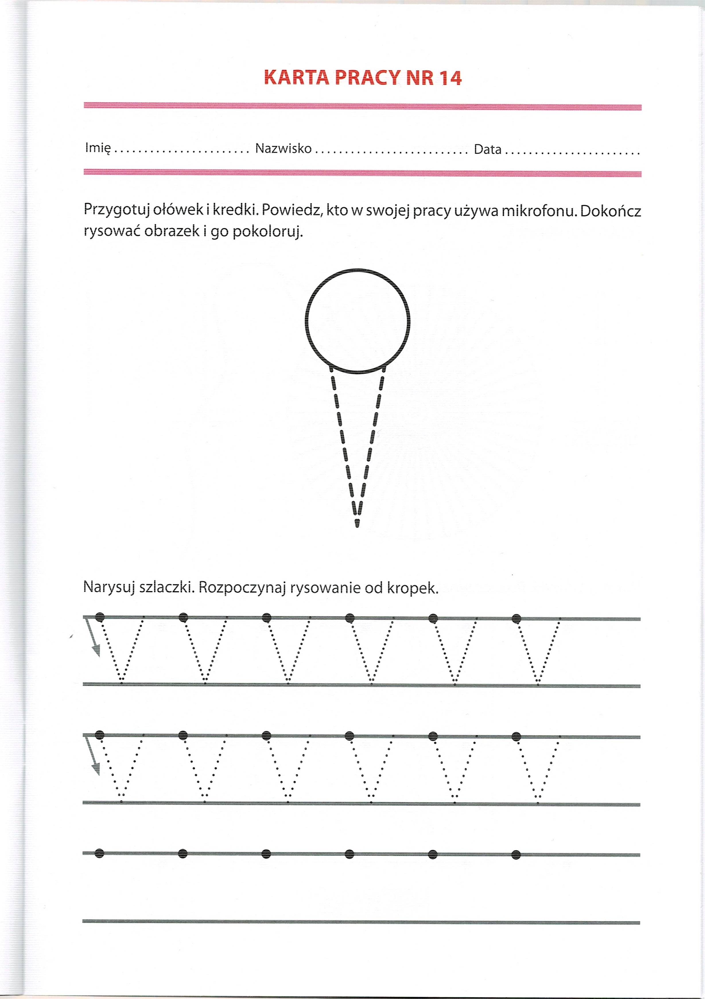 KARTA PRACY NR 14
Imię....................... Nazwisko.......................... Data.......................
Przygotuj ołówek i kredki. Powiedz, kto w swojej pracy używa mikrofonu. Dokończ
rysować obrazek i go pokoloruj.
Narysuj szlaczki. Rozpoczynaj rysowanie od kropek.